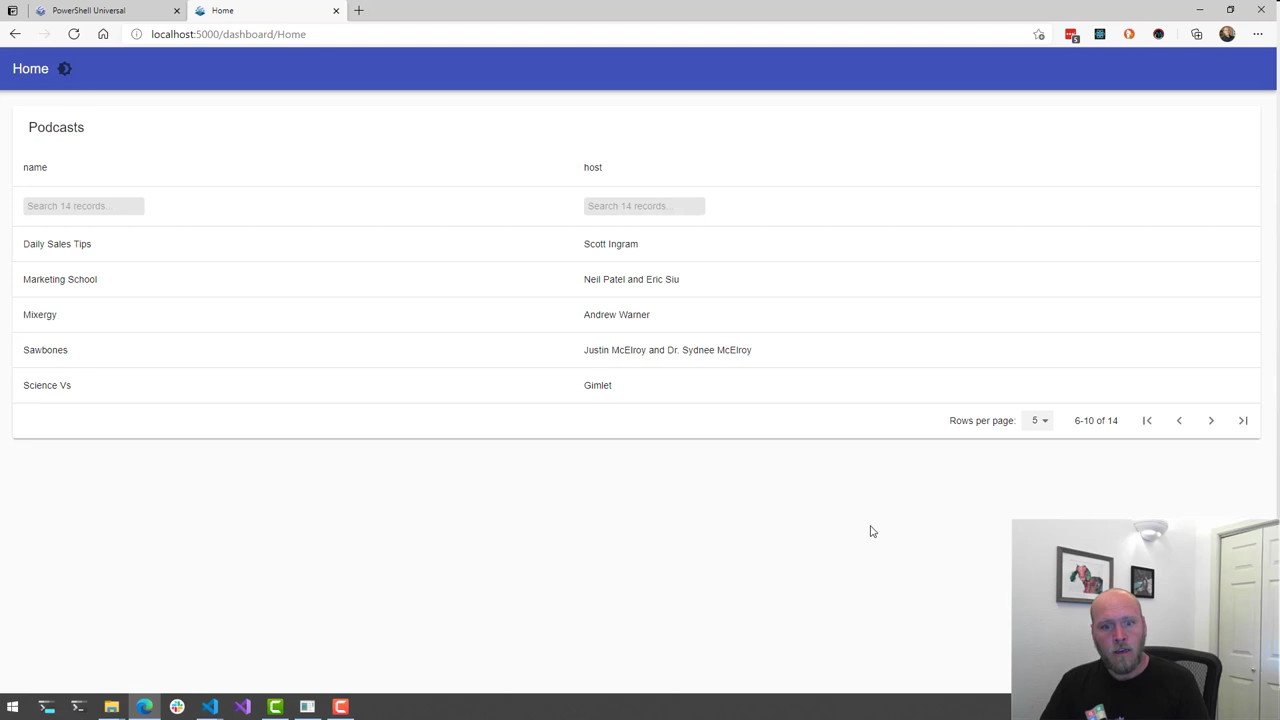 PowerShell Universal
Home
localhost:5000/dashboard/Home
5
Home
Podcasts
name host
Search 14 records... Search 14 records...
Daily Sales Tips Scott Ingram
Marketing School Neil Patel and Eric Siu
Mixergy Andrew Warner
Sawbones Justin McElroy and Dr. Sydnee McElroy
Science Vs Gimlet
Rows per page: 5 6-10 of 14